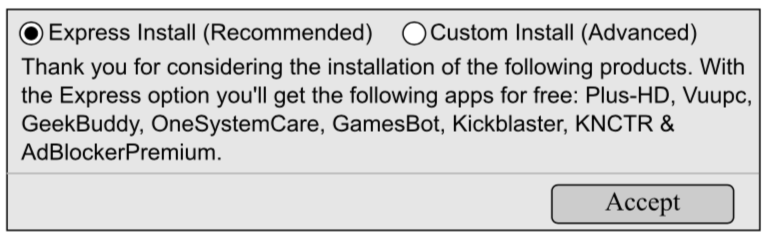 Express Install (Recommended) Custom Install (Advanced)
Thank you for considering the installation of the following products. With
the Express option you'll get the following apps for free: Plus-HD, Vuupc,
GeekBuddy, OneSystemCare, GamesBot, Kickblaster, KNCTR &
AdBlockerPremium.
Accept